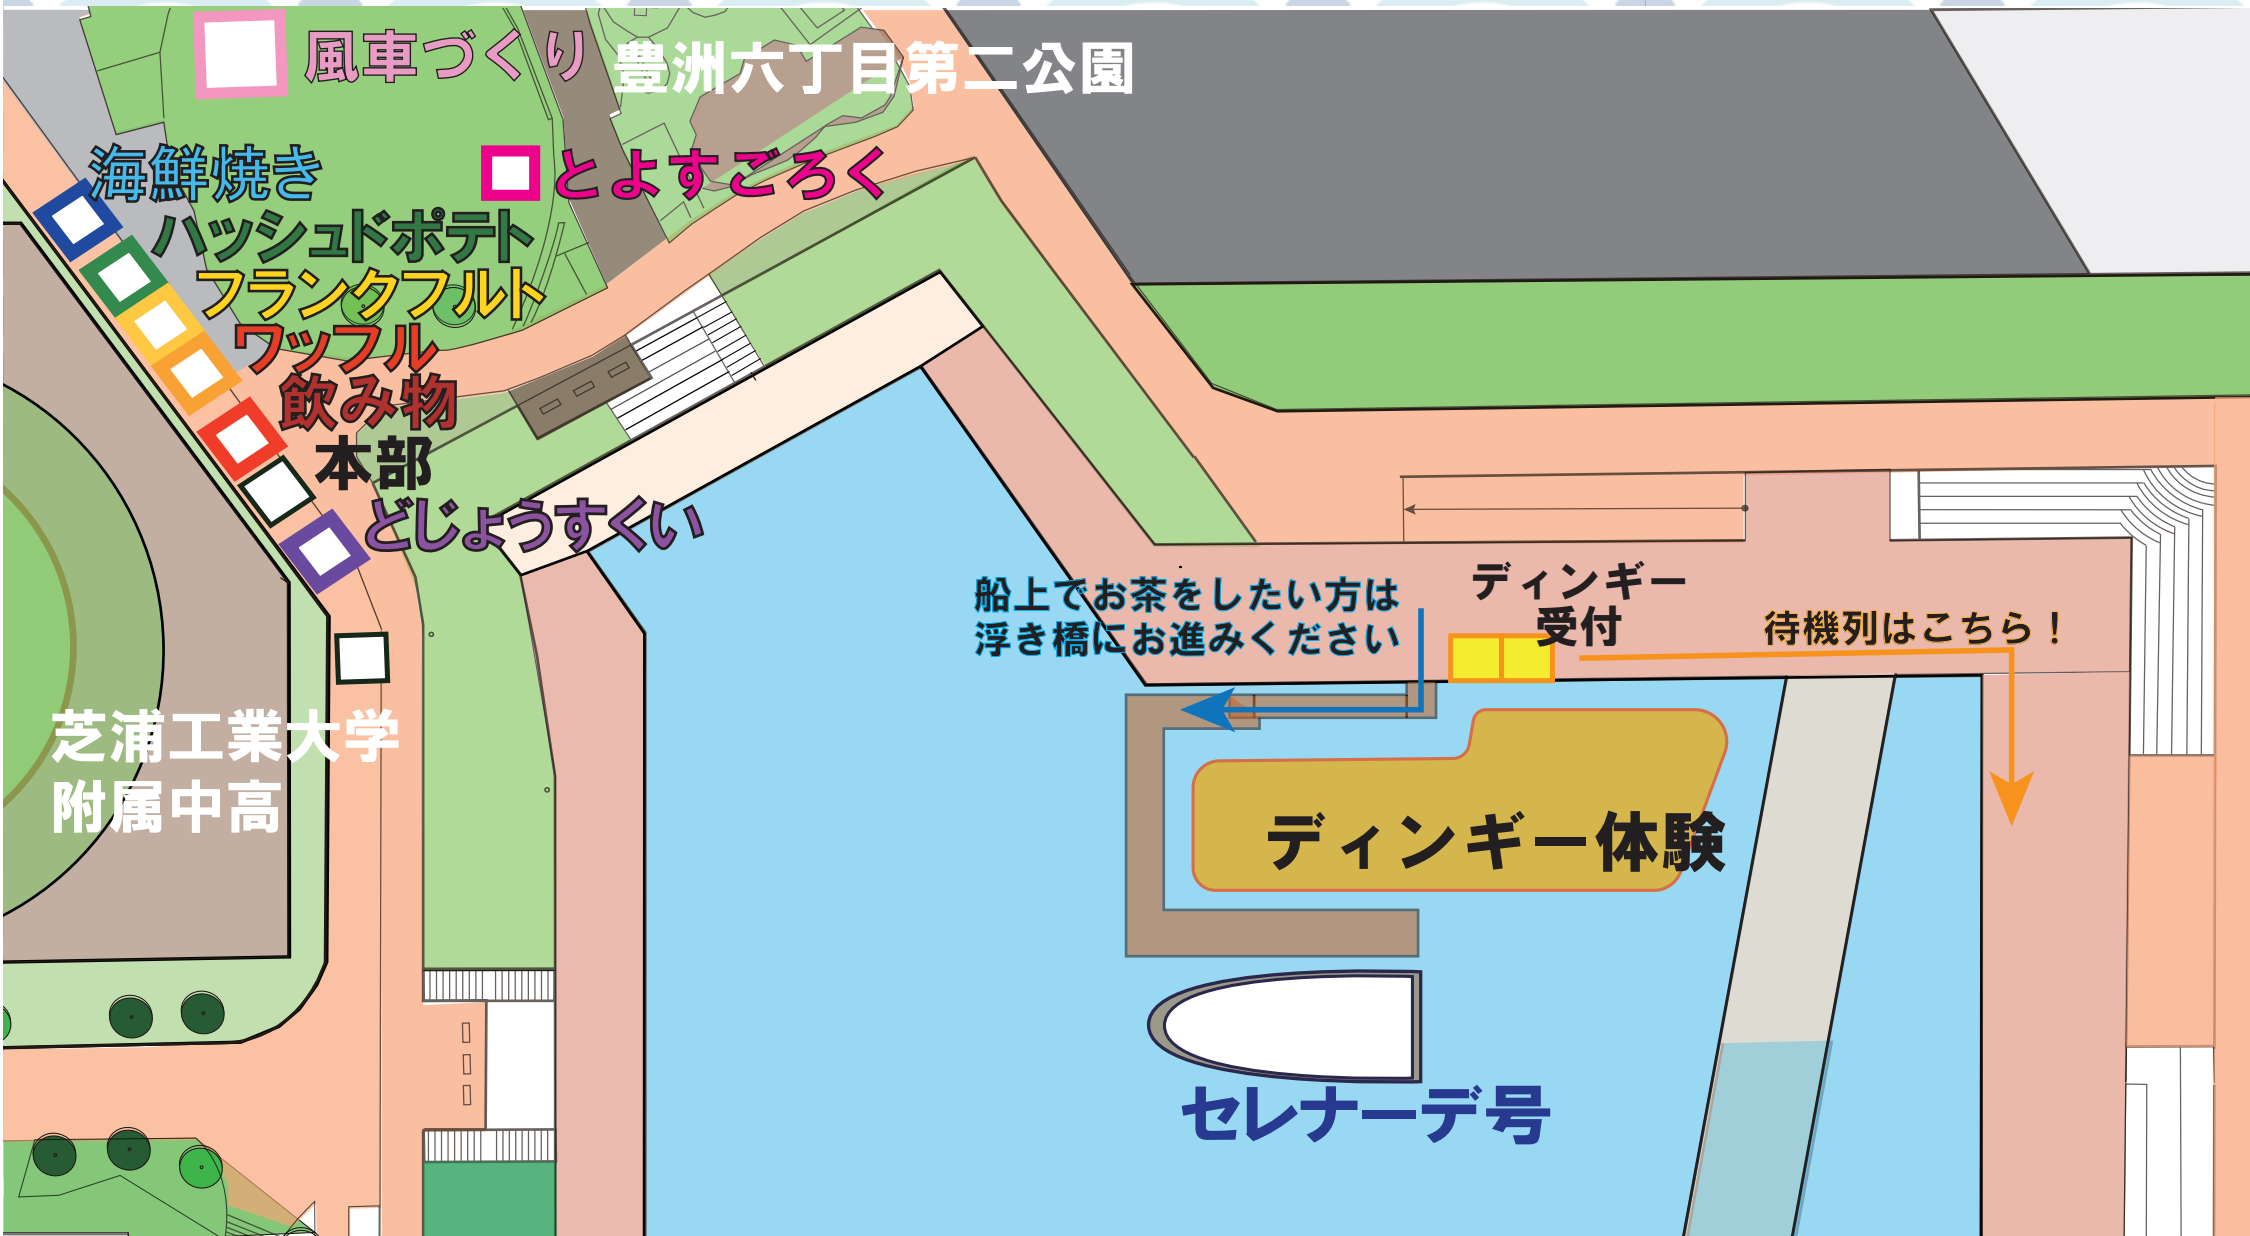 風車づくり
豊洲六丁目第二公園
海鮮焼き
とよすごろく
ハッシュドポテト
フランクフルト
ワッフル
飲み物
本部
どじょうすくい
船上でお茶をしたい方は
浮き橋にお進みください
ディンギー
受付
待機列はこちら！
芝浦工業大学
附属中高
ディンギー体験
セレナーデ号